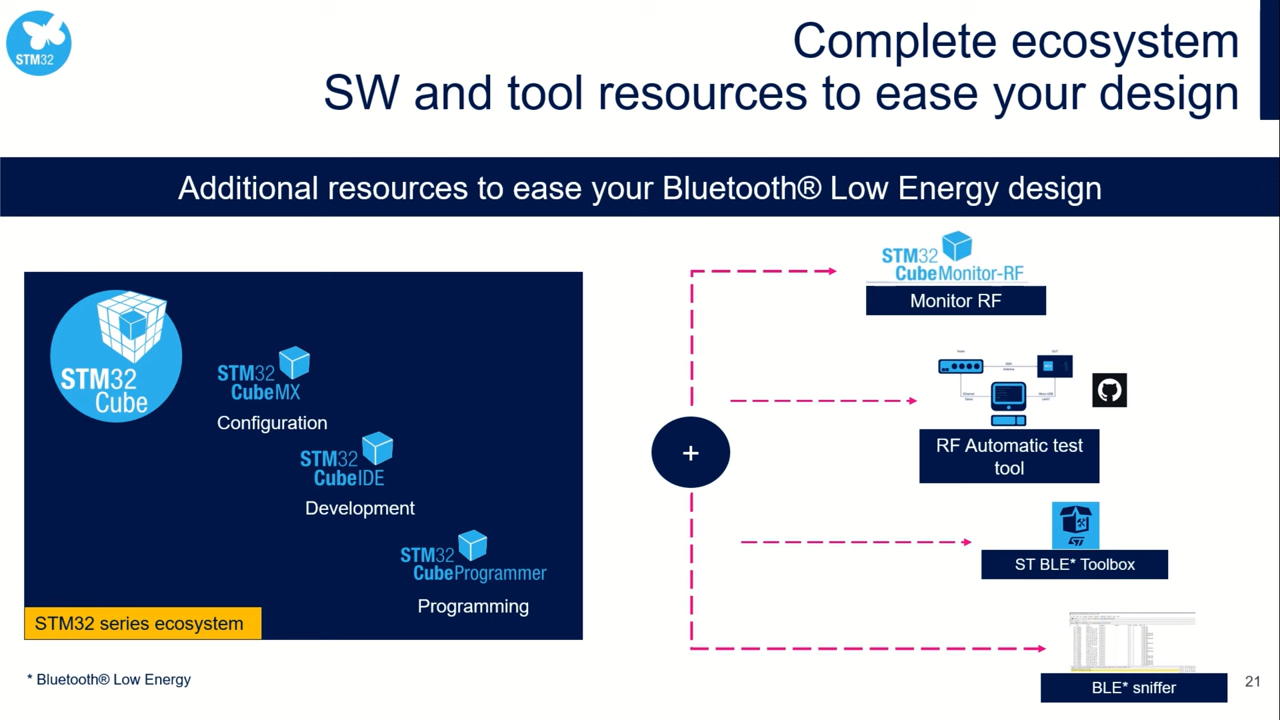 STM32
Complete ecosystem
SW and tool resources to ease your design
Additional resources to ease your Bluetooth® Low Energy design
STM32
Cube
STM32
CubeMX
Configuration
STM32
CubeIDE
Development
STM32
CubeProgrammer
Programming
STM32 series ecosystem
+
STM32
CubeMonitor-RF
Monitor RF
RF Automatic test
tool
ST
ST BLE* Toolbox
BLE* sniffer
* Bluetooth® Low Energy
21